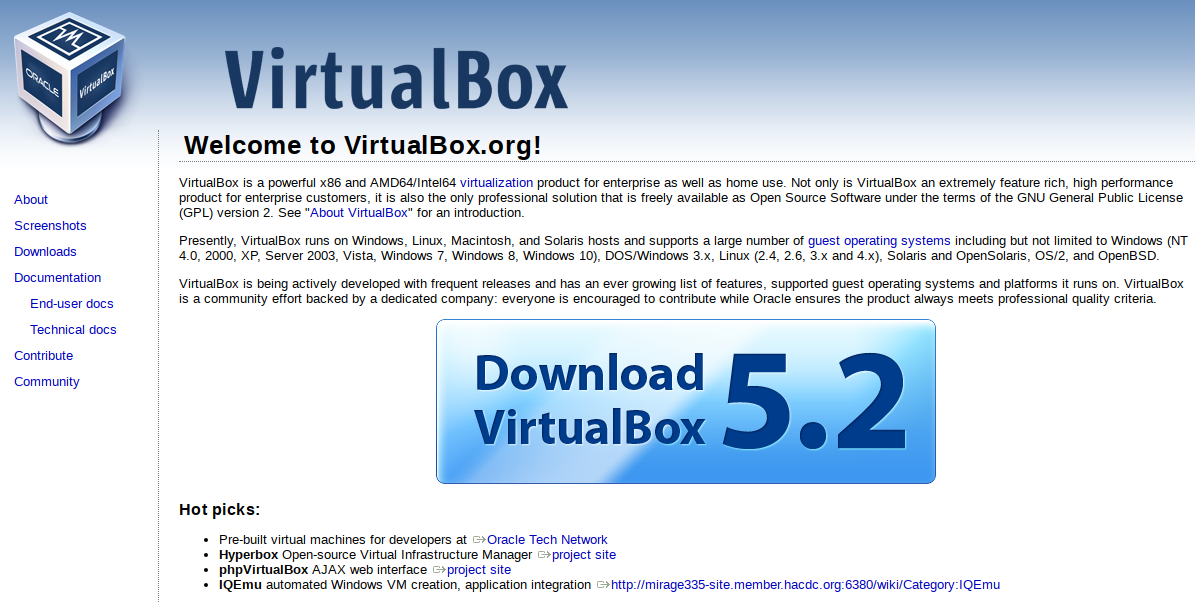 ORACLE
VirtualBox
VirtualBox
Welcome to VirtualBox.org!
About
Screenshots
Downloads
Documentation
End-user docs
Technical docs
Contribute
Community
VirtualBox is a powerful x86 and AMD64/Intel64 virtualization product for enterprise as well as home use. Not only is VirtualBox an extremely feature rich, high performance
product for enterprise customers, it is also the only professional solution that is freely available as Open Source Software under the terms of the GNU General Public License
(GPL) version 2. See "About VirtualBox" for an introduction.
Presently, VirtualBox runs on Windows, Linux, Macintosh, and Solaris hosts and supports a large number of guest operating systems including but not limited to Windows (NT
4.0, 2000, XP, Server 2003, Vista, Windows 7, Windows 8, Windows 10), DOS/Windows 3.x, Linux (2.4, 2.6, 3.x and 4.x), Solaris and OpenSolaris, OS/2, and OpenBSD.
VirtualBox is being actively developed with frequent releases and has an ever growing list of features, supported guest operating systems and platforms it runs on. VirtualBox
is a community effort backed by a dedicated company: everyone is encouraged to contribute while Oracle ensures the product always meets professional quality criteria.
Download
VirtualBox 5.2
Hot picks:
• Pre-built virtual machines for developers at Oracle Tech Network
• Hyperbox Open-source Virtual Infrastructure Manager project site
• phpVirtualBox AJAX web interface project site
• IQEmu automated Windows VM creation, application integration http://mirage335-site.member.hacdc.org:6380/wiki/Category:IQEmu